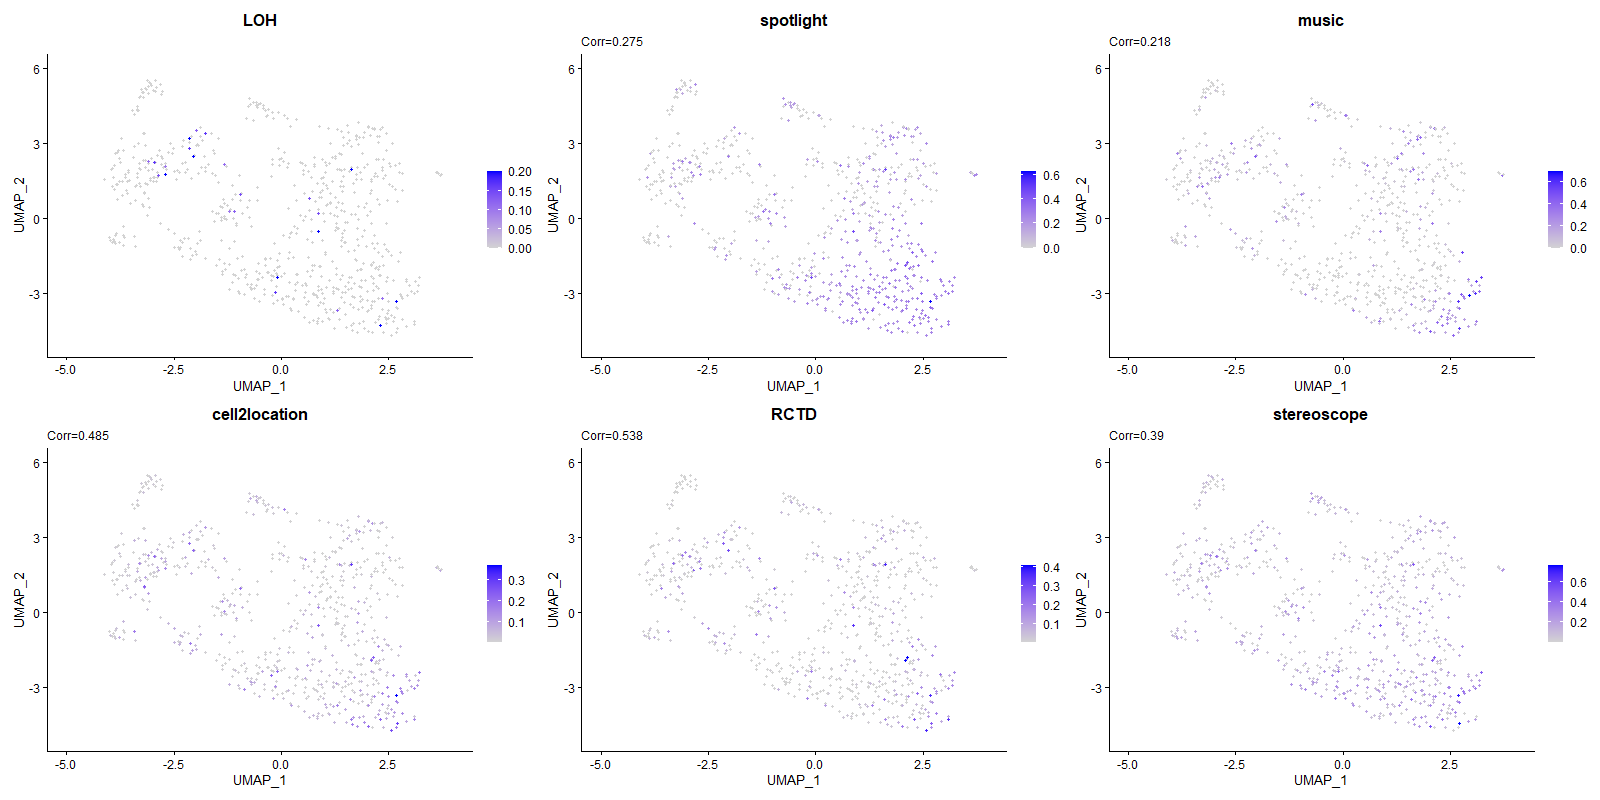 LOH
6
3
0
-3
-5.0 -2.5 0.0 2.5
UMAP_1
UMAP_2
0.20
0.15
0.10
0.05
0.00
spotlight
Corr=0.275
6
3
0
-3
-5.0 -2.5 0.0 2.5
UMAP_1
UMAP_2
0.6
0.4
0.2
0.0
music
Corr=0.218
6
3
0
-3
-5.0 -2.5 0.0 2.5
UMAP_1
UMAP_2
0.6
0.4
0.2
0.0
cell2location
Corr=0.485
6
3
0
-3
-5.0 -2.5 0.0 2.5
UMAP_1
UMAP_2
0.3
0.2
0.1
RCTD
Corr=0.538
6
3
0
-3
-5.0 -2.5 0.0 2.5
UMAP_1
UMAP_2
0.4
0.3
0.2
0.1
stereoscope
Corr=0.39
6
3
0
-3
-5.0 -2.5 0.0 2.5
UMAP_1
UMAP_2
0.6
0.4
0.2